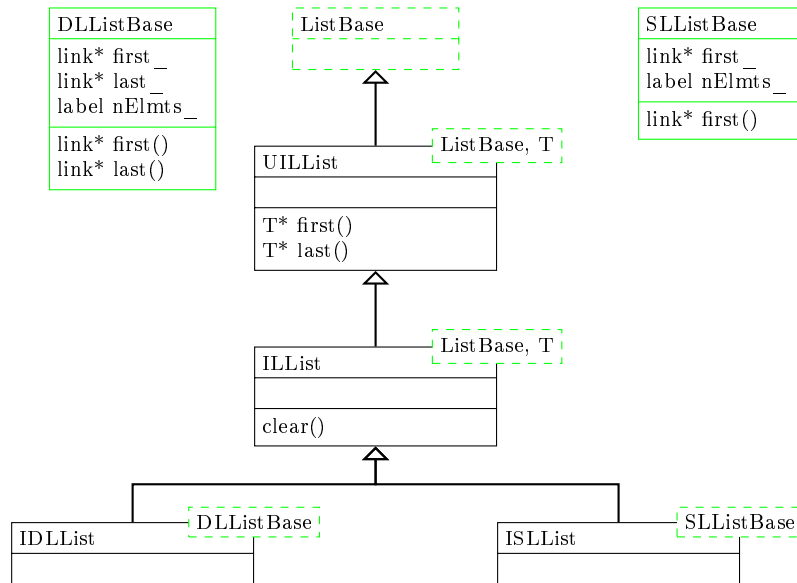 DLListBase
link* first_
link* last_
label nElmts_
link* first()
link* last()
ListBase
SLListBase
link* first_
label nElmts_
link* first()
ListBase, T
UILList
T* first()
T* last()
ListBase, T
ILList
clear()
DLListBase
IDLList
SLListBase
ISLList